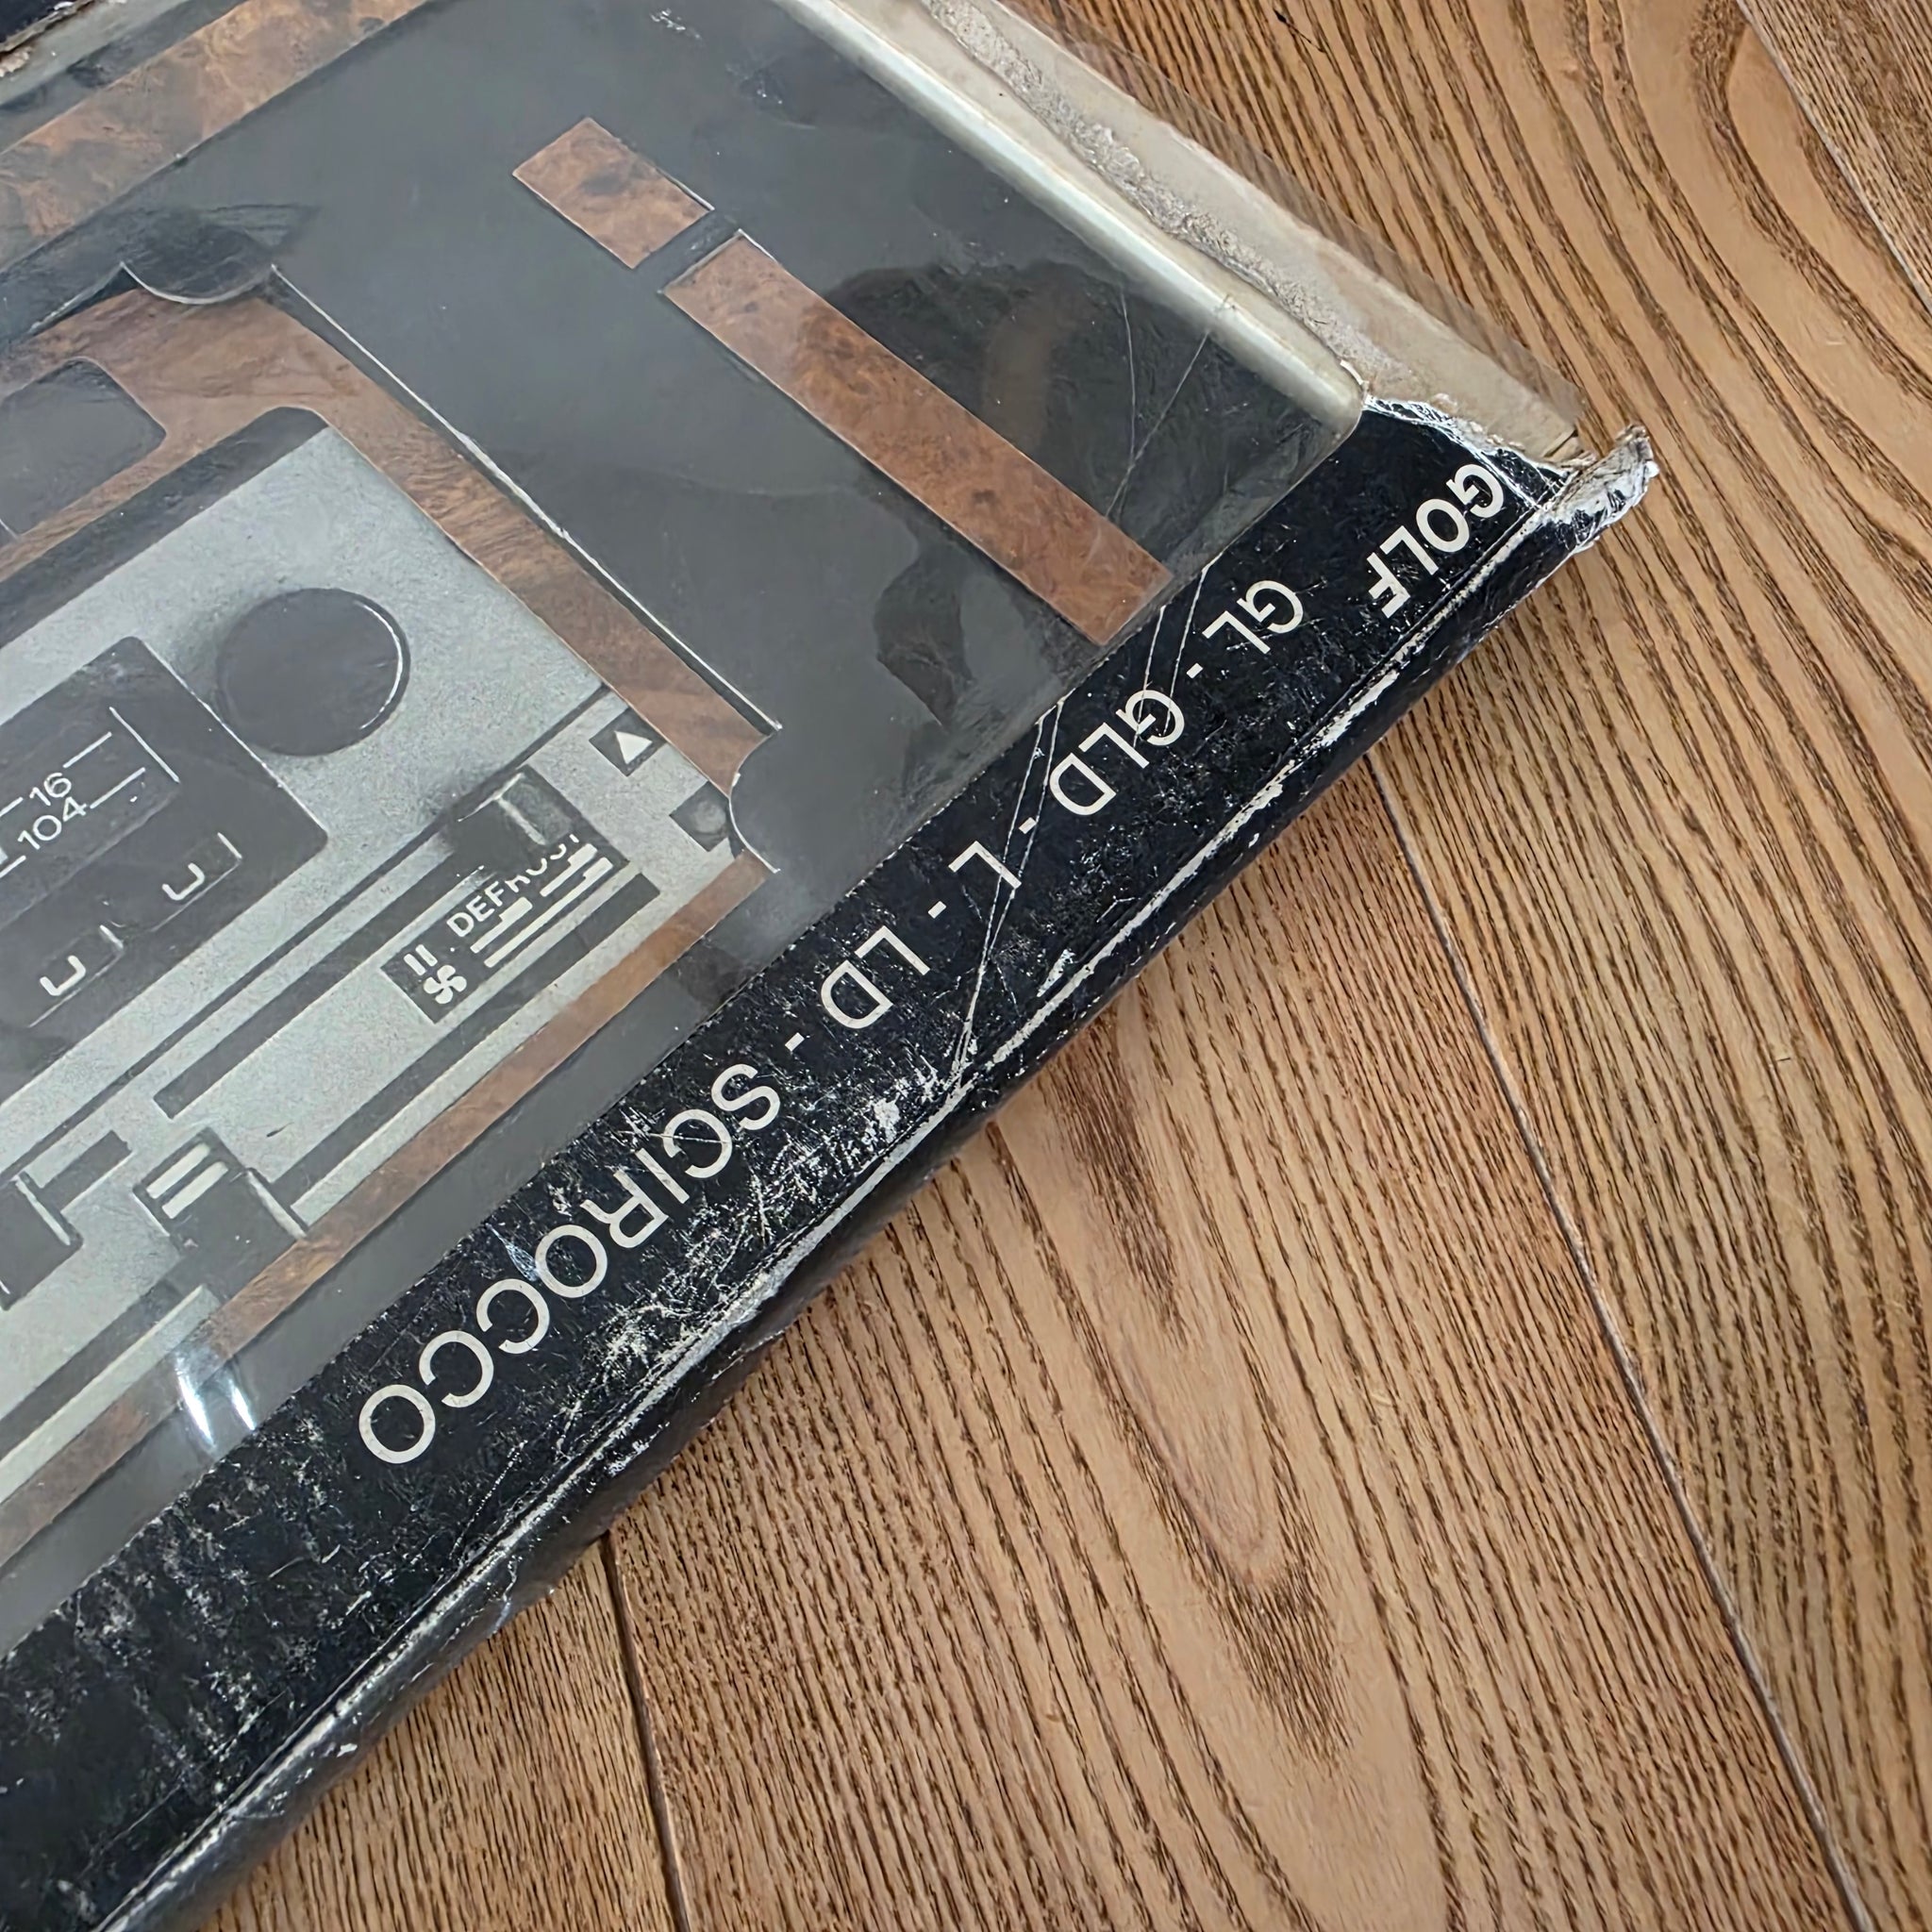 GOLF
GL - GLD - L - LD - SCIROCCO
16
104
DEFROST